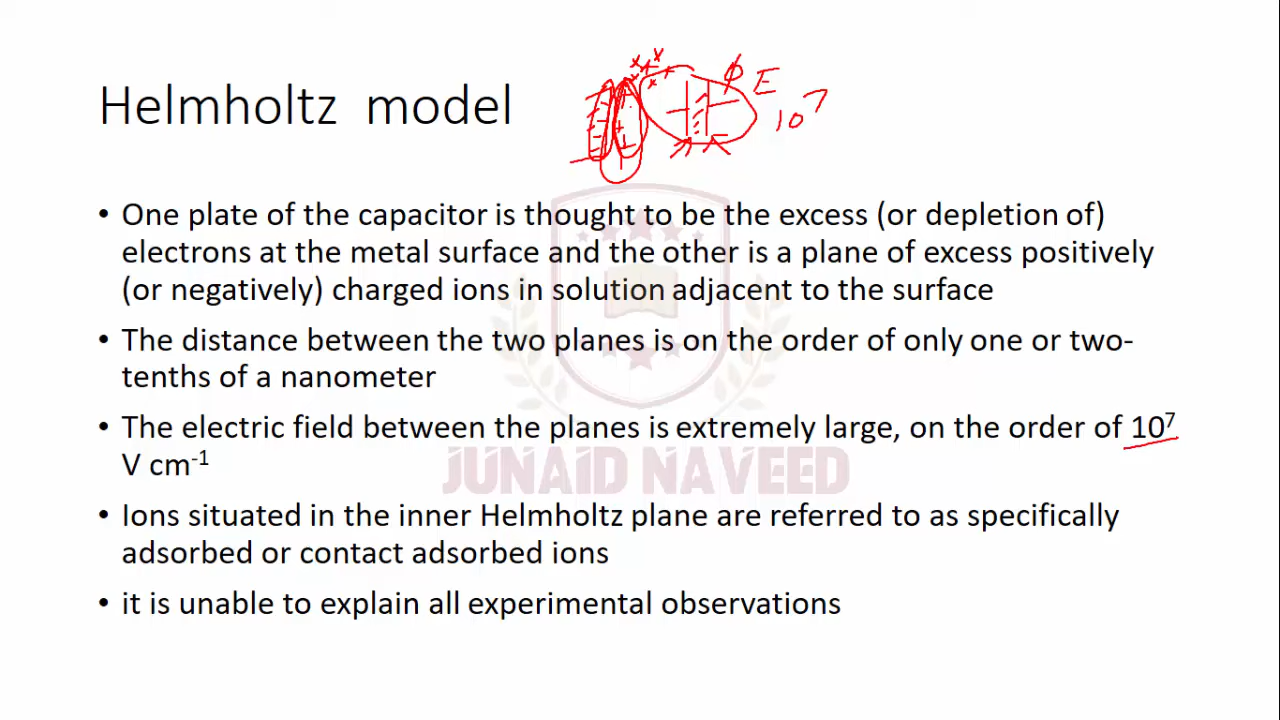 Helmholtz model
ϕ E
10⁷
• One plate of the capacitor is thought to be the excess (or depletion of)
electrons at the metal surface and the other is a plane of excess positively
(or negatively) charged ions in solution adjacent to the surface
• The distance between the two planes is on the order of only one or two-
tenths of a nanometer
• The electric field between the planes is extremely large, on the order of 10⁷
V cm⁻¹
JUNAID NAVEED
• Ions situated in the inner Helmholtz plane are referred to as specifically
adsorbed or contact adsorbed ions
• it is unable to explain all experimental observations